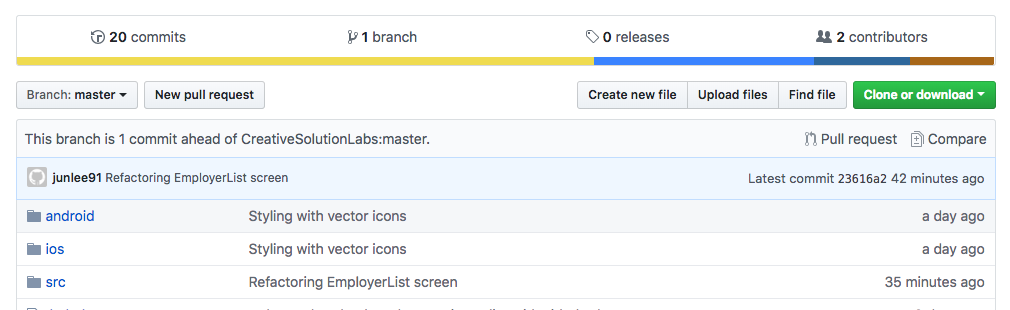 20 commits 1 branch 0 releases 2 contributors
Branch: master New pull request Create new file Upload files Find file Clone or download
This branch is 1 commit ahead of CreativeSolutionLabs:master. Pull request Compare
junlee91 Refactoring EmployerList screen Latest commit 23616a2 42 minutes ago
android Styling with vector icons a day ago
ios Styling with vector icons a day ago
src Refactoring EmployerList screen 35 minutes ago